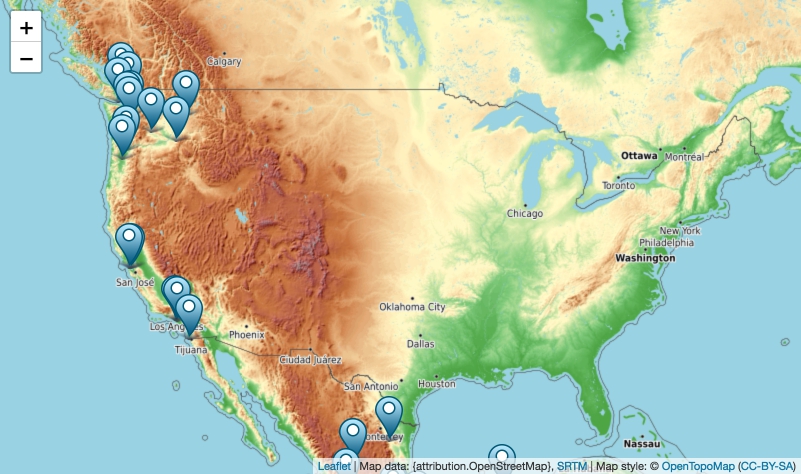 +
−
Calgary
Ottawa
Montreal
Toronto
Chicago
New York
Philadelphia
Washington
San José
Oklahoma City
Los Angeles
Phoenix
Dallas
Tijuana
Ciudad Juárez
San Antonio
Houston
Monterrey
Nassau
Leaflet | Map data: {attribution.OpenStreetMap}, SRTM | Map style: © OpenTopoMap (CC-BY-SA)